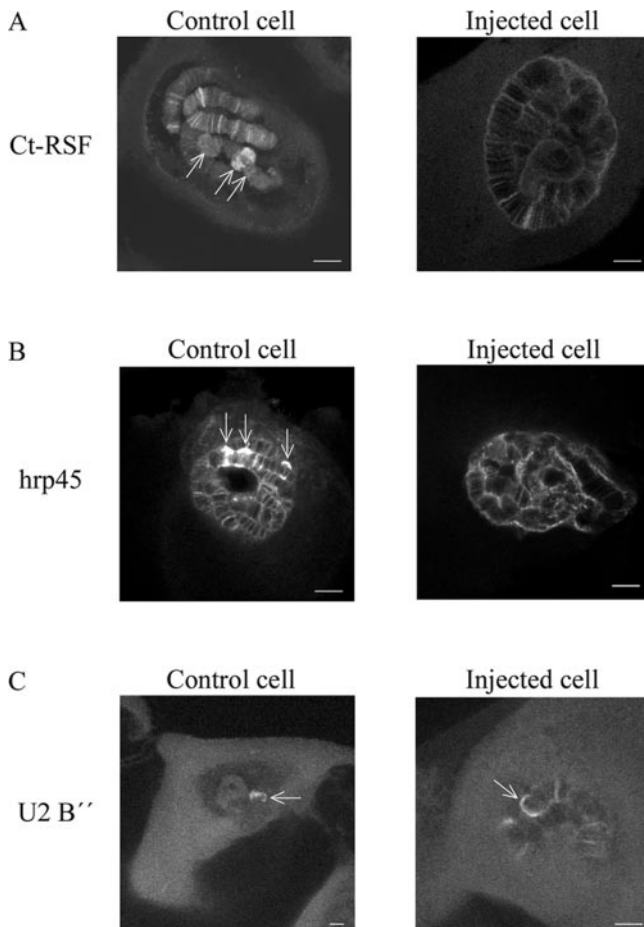 A
Control cell
Injected cell
Ct-RSF
B
Control cell
Injected cell
hrp45
C
Control cell
Injected cell
U2 B´´